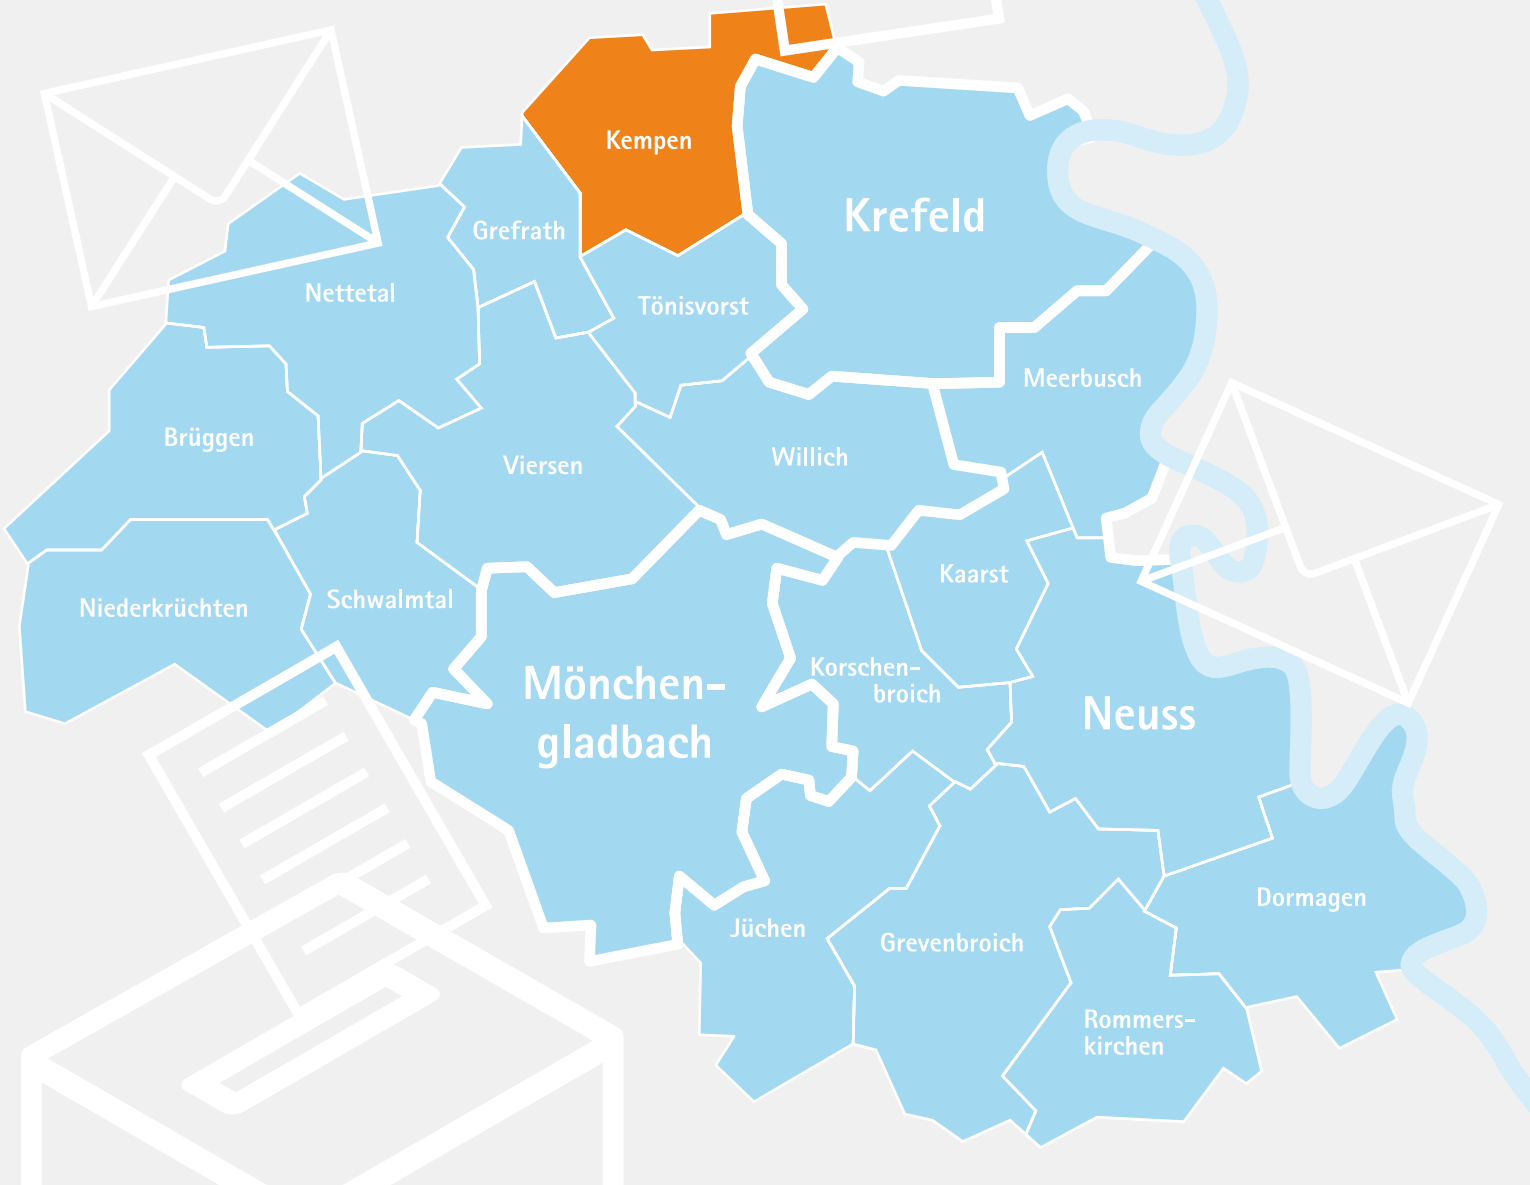 Kempen
Krefeld
Grefrath
Nettetal
Tönisvorst
Meerbusch
Brüggen
Viersen
Willich
Kaarst
Niederkrüchten
Schwalmtal
Korschen-
broich
Mönchen-
gladbach
Neuss
Dormagen
Jüchen
Grevenbroich
Rommers-
kirchen